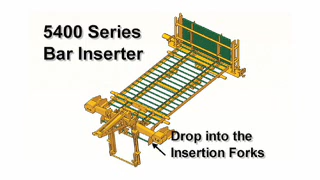 5400 Series
Bar Inserter
Drop into the
Insertion Forks